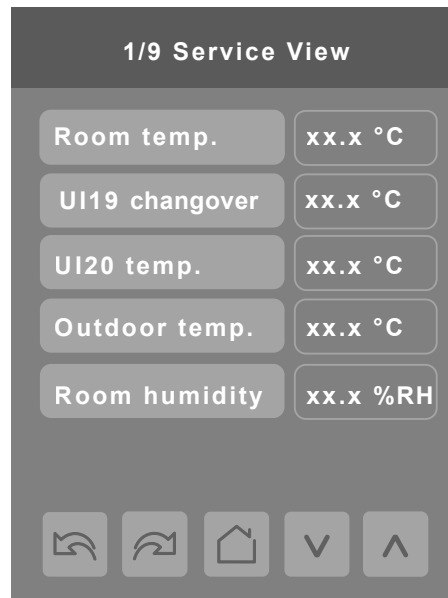 1/9 Service View
Room temp. xx.x °C
UI19 changover xx.x °C
UI20 temp. xx.x °C
Outdoor temp. xx.x °C
Room humidity xx.x %RH